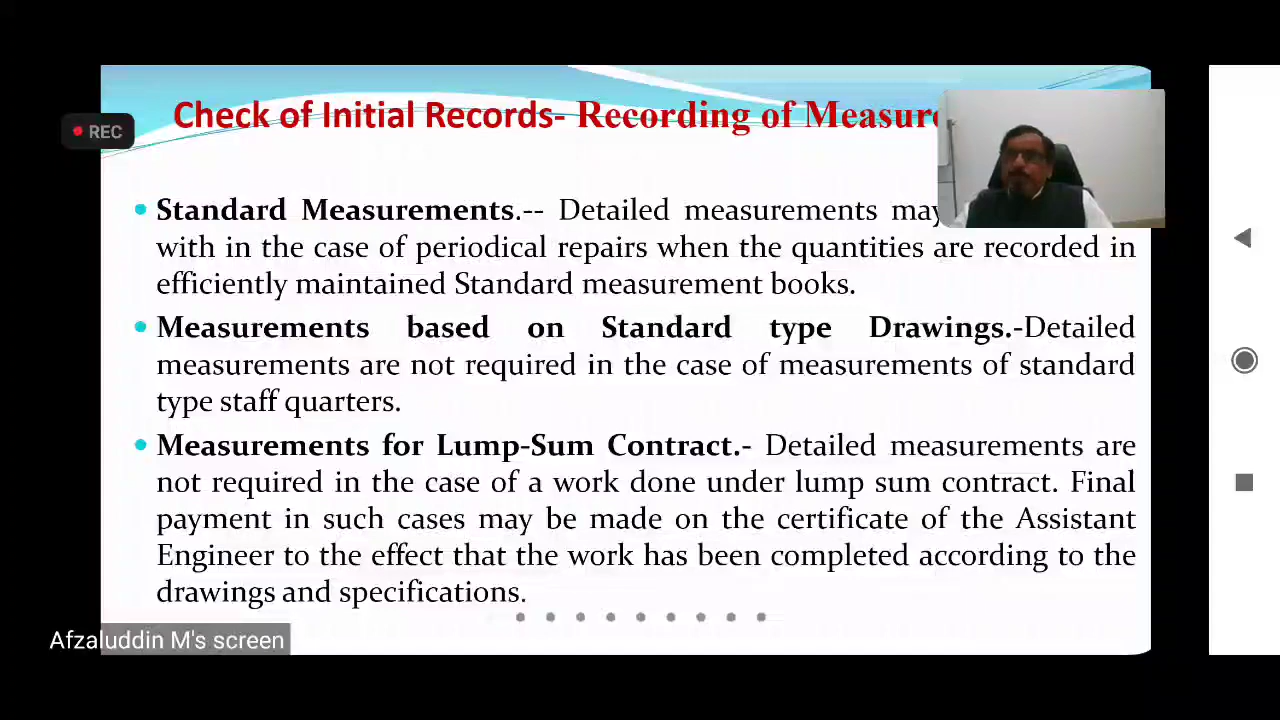 Check of Initial Records- Recording of Measure
REC
• Standard Measurements.-- Detailed measurements may
with in the case of periodical repairs when the quantities are recorded in
efficiently maintained Standard measurement books.
• Measurements based on Standard type Drawings.-Detailed
measurements are not required in the case of measurements of standard
type staff quarters.
• Measurements for Lump-Sum Contract.- Detailed measurements are
not required in the case of a work done under lump sum contract. Final
payment in such cases may be made on the certificate of the Assistant
Engineer to the effect that the work has been completed according to the
drawings and specifications.
Afzaluddin M's screen